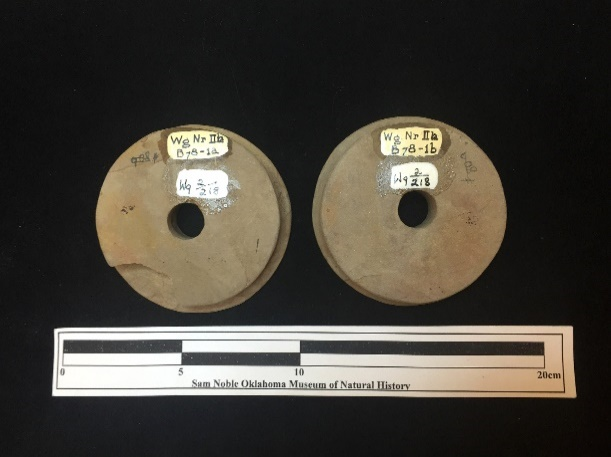 Wg Nr IIb
B78-1a
Wg 2/218
Wg Nr IIb
B78-1b
Wg 2/218
0 5 10 20cm
Sam Noble Oklahoma Museum of Natural History